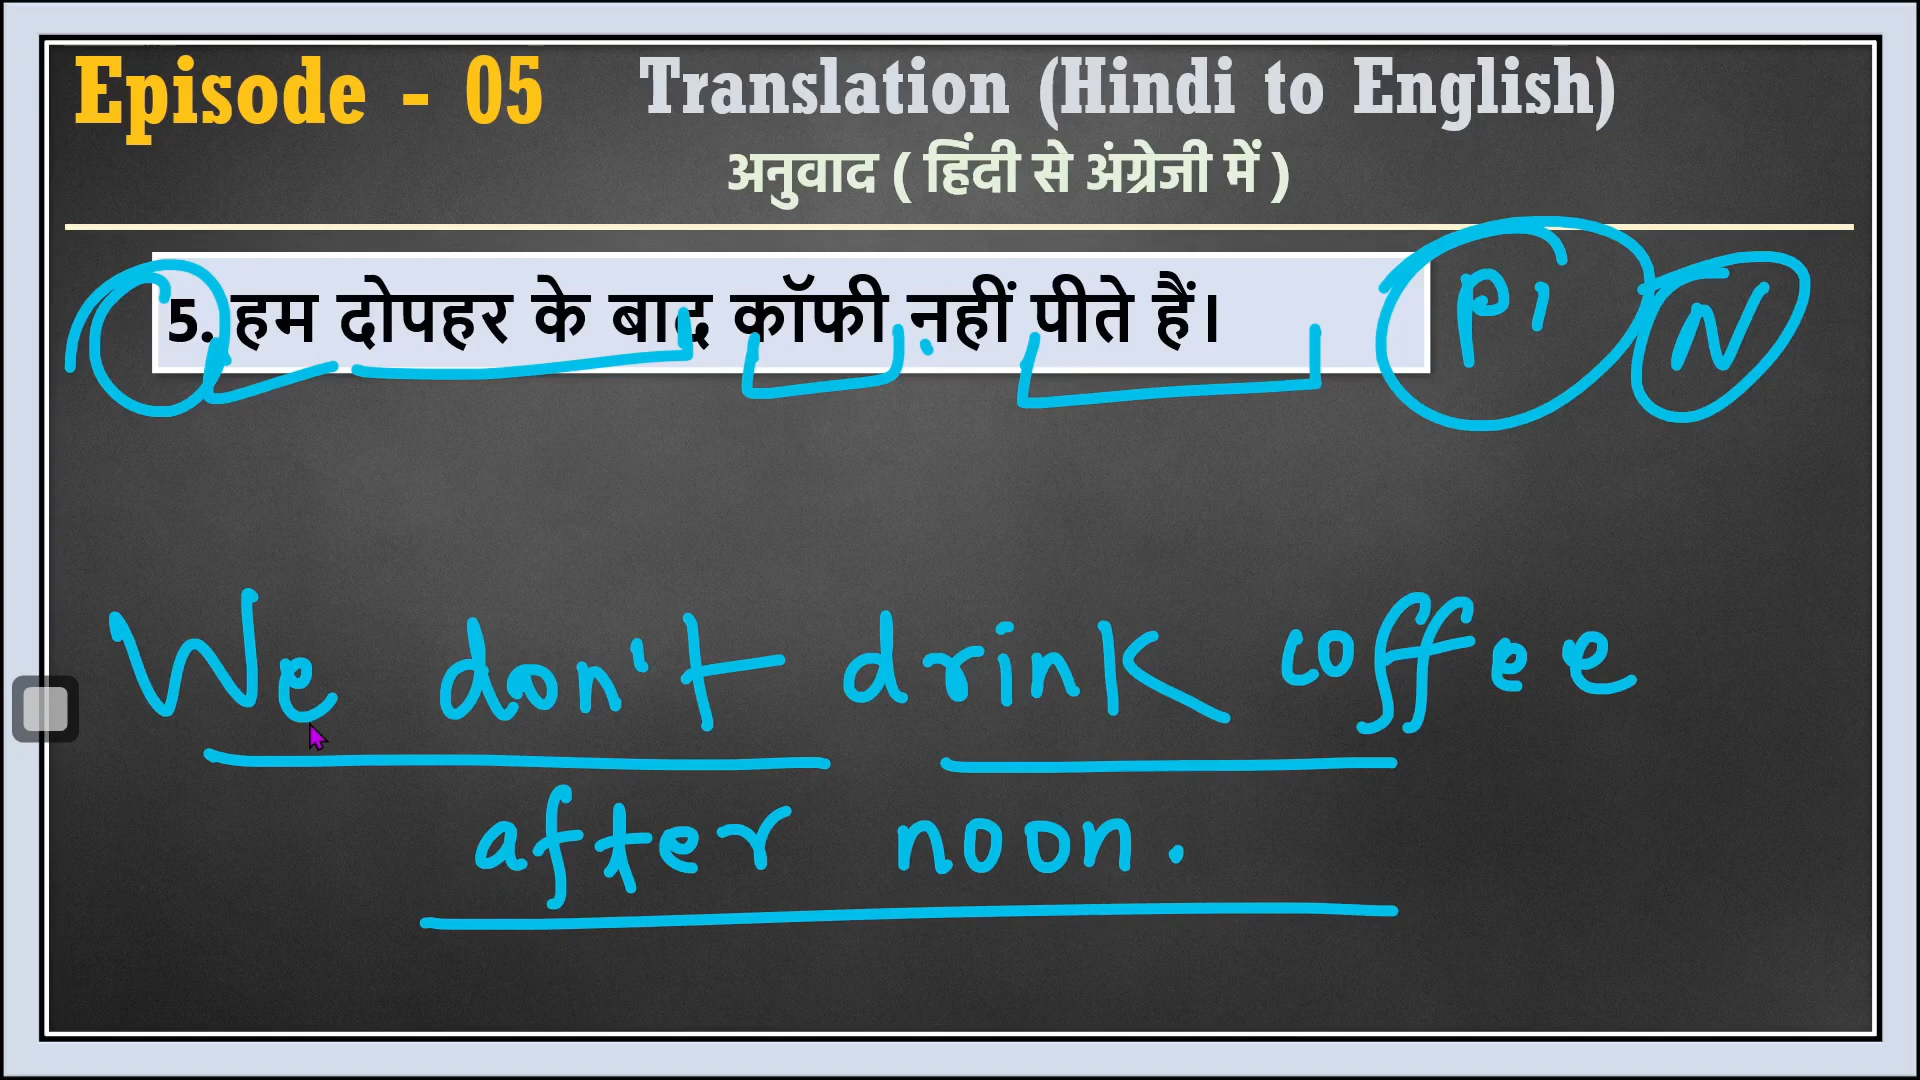 Episode - 05 Translation (Hindi to English)
अनुवाद ( हिंदी से अंग्रेजी में )
5. हम दोपहर के बाद कॉफी नहीं पीते हैं। PI N
We don't drink coffee
after noon.